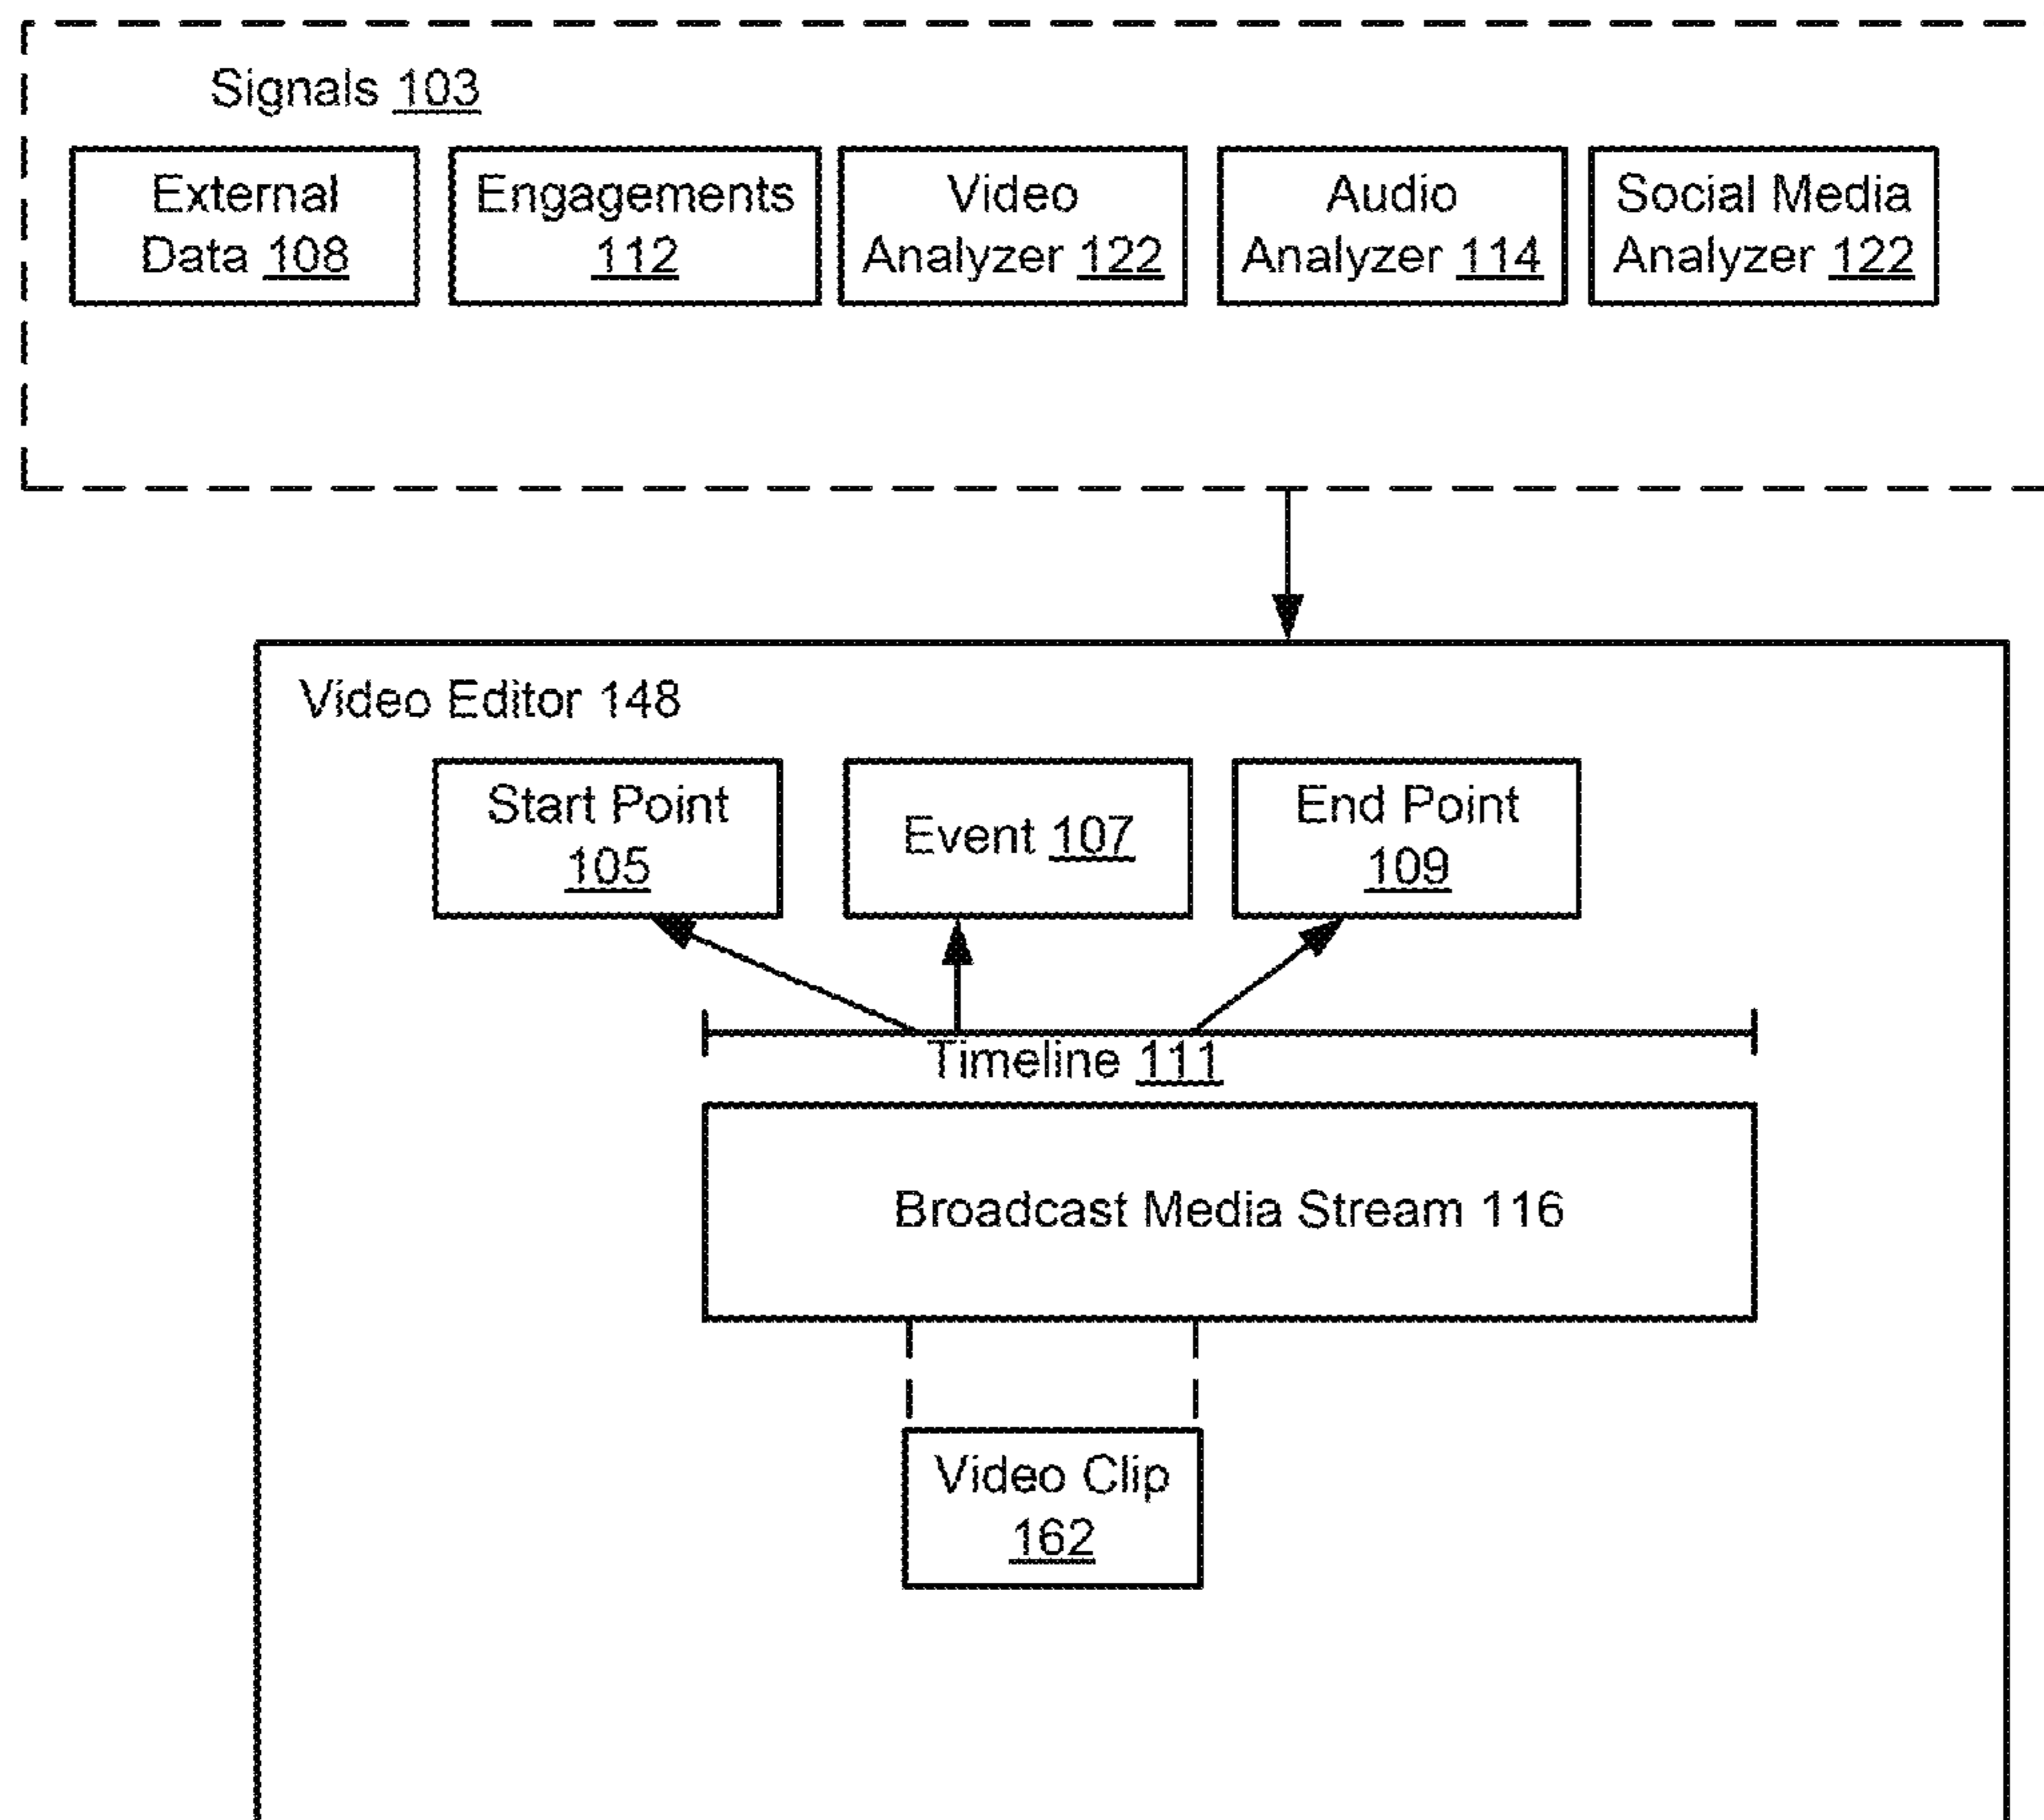 Signals 103
External
Data 108
Engagements
112
Video
Analyzer 122
Audio
Analyzer 114
Social Media
Analyzer 122
Video Editor 148
Start Point
105
Event 107
End Point
109
Timeline 111
Broadcast Media Stream 116
Video Clip
162